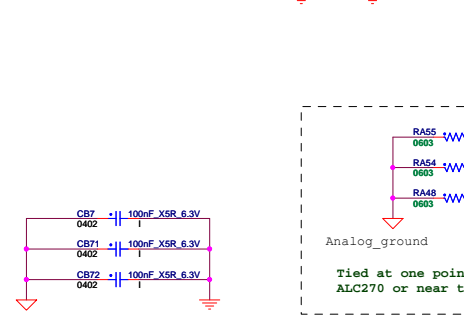 RA55
0603
RA54
0603
RA48
0603
CB7 100nF_X5R_6.3V
0402 I
CB71 100nF_X5R_6.3V
0402 I
CB72 100nF_X5R_6.3V
0402 I
Analog_ground
Tied at one poin
ALC270 or near t